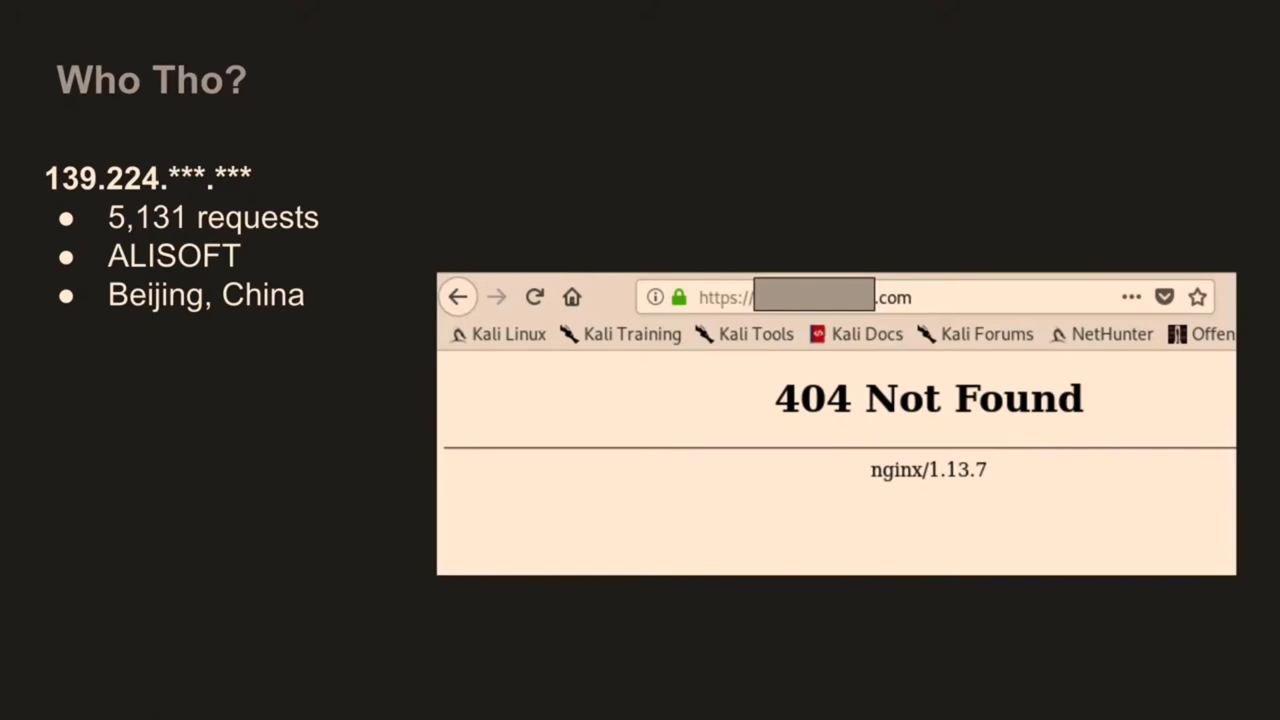 Who Tho?
139.224.***.***
● 5,131 requests
● ALISOFT
● Beijing, China
https:// .com
Kali Linux Kali Training Kali Tools Kali Docs Kali Forums NetHunter Offen
404 Not Found
nginx/1.13.7